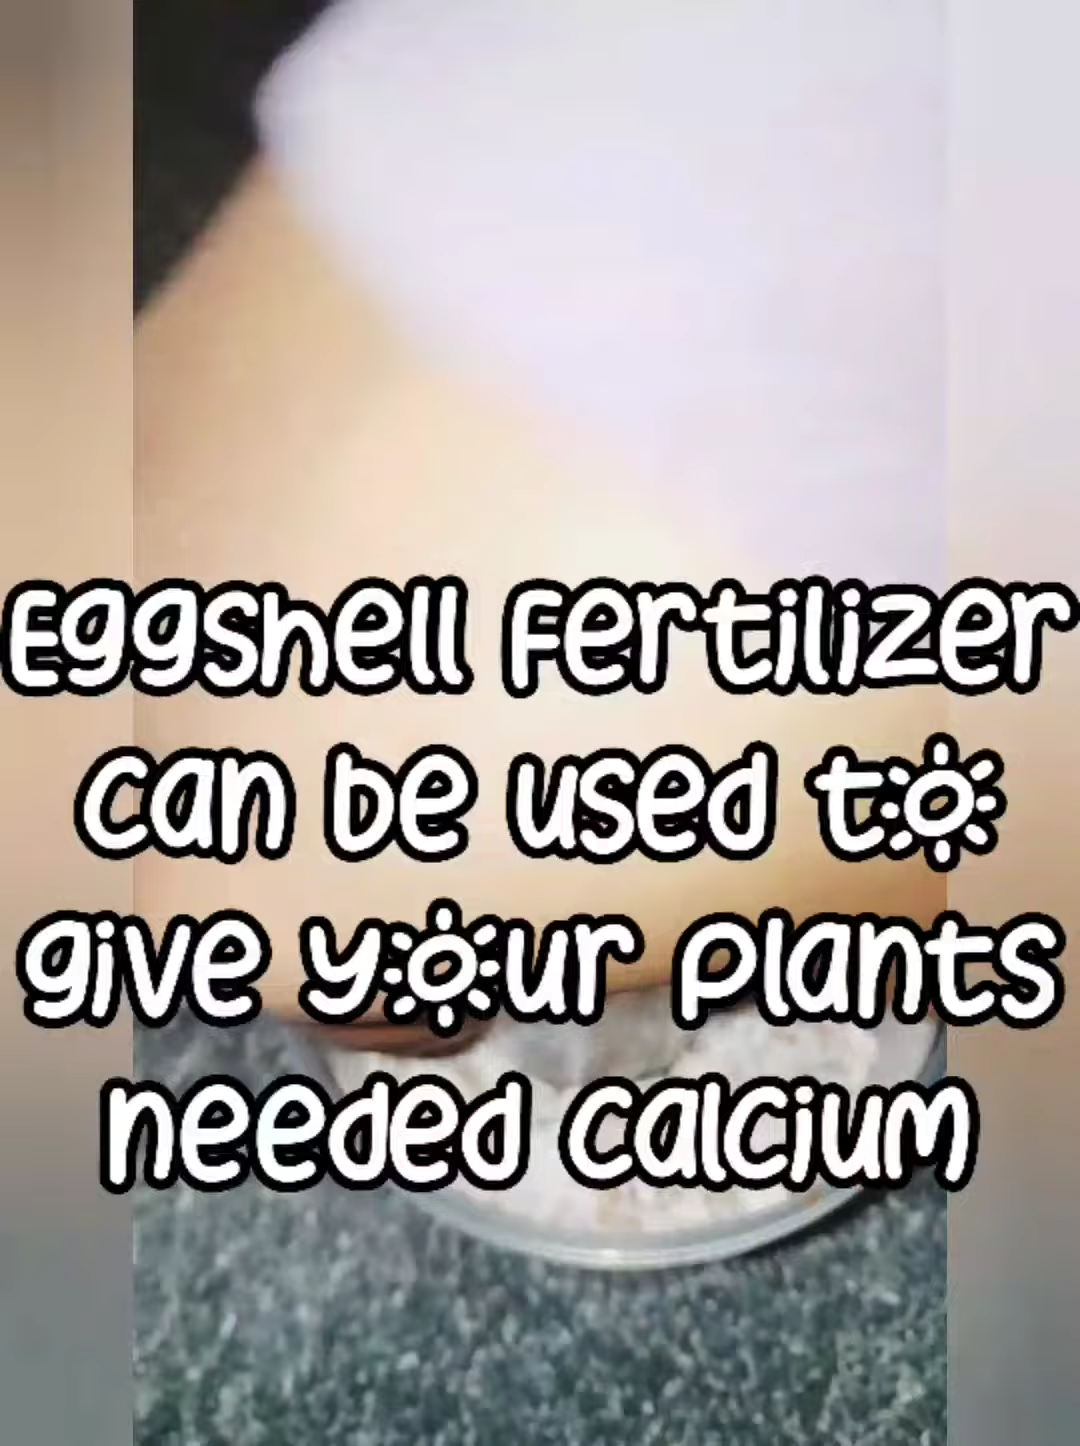 Eggshell Fertilizer
can be used to
give your plants
needed calcium